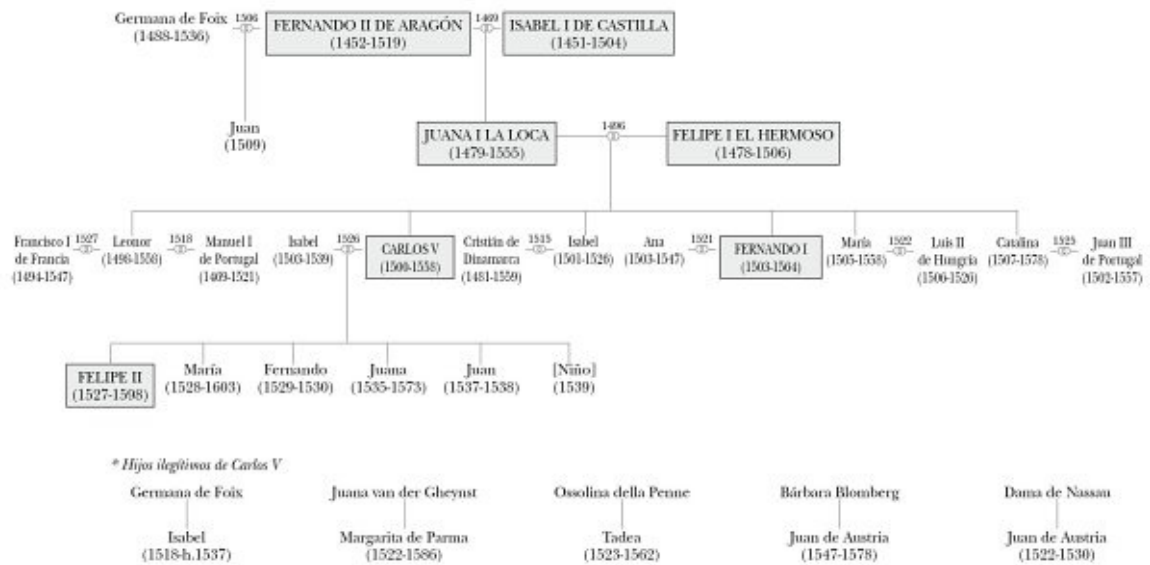 Germana de Foix
(1488-1536)
1506
FERNANDO II DE ARAGÓN
(1452-1519)
1469
ISABEL I DE CASTILLA
(1451-1504)
Juan
(1509)
JUANA I LA LOCA
(1479-1555)
1496
FELIPE I EL HERMOSO
(1478-1506)
Francisco I
de Francia
(1494-1547)
1527
Leonor
(1498-1558)
1518
Manuel I
de Portugal
(1469-1521)
Isabel
(1503-1539)
1526
CARLOS V
(1500-1558)
Cristián de
Dinamarca
(1481-1559)
1515
Isabel
(1501-1526)
Ana
(1503-1547)
1521
FERNANDO I
(1503-1564)
María
(1505-1558)
1522
Luis II
de Hungría
(1506-1526)
Catalina
(1507-1578)
1525
Juan III
de Portugal
(1502-1557)
FELIPE II
(1527-1598)
María
(1528-1603)
Fernando
(1529-1530)
Juana
(1535-1573)
Juan
(1537-1538)
[Niño]
(1539)
* Hijos ilegítimos de Carlos V
Germana de Foix
Juana van der Gheynst
Ossolina della Penne
Bárbara Blomberg
Dama de Nassau
Isabel
(1518-h.1537)
Margarita de Parma
(1522-1586)
Tadea
(1523-1562)
Juan de Austria
(1547-1578)
Juan de Austria
(1522-1530)